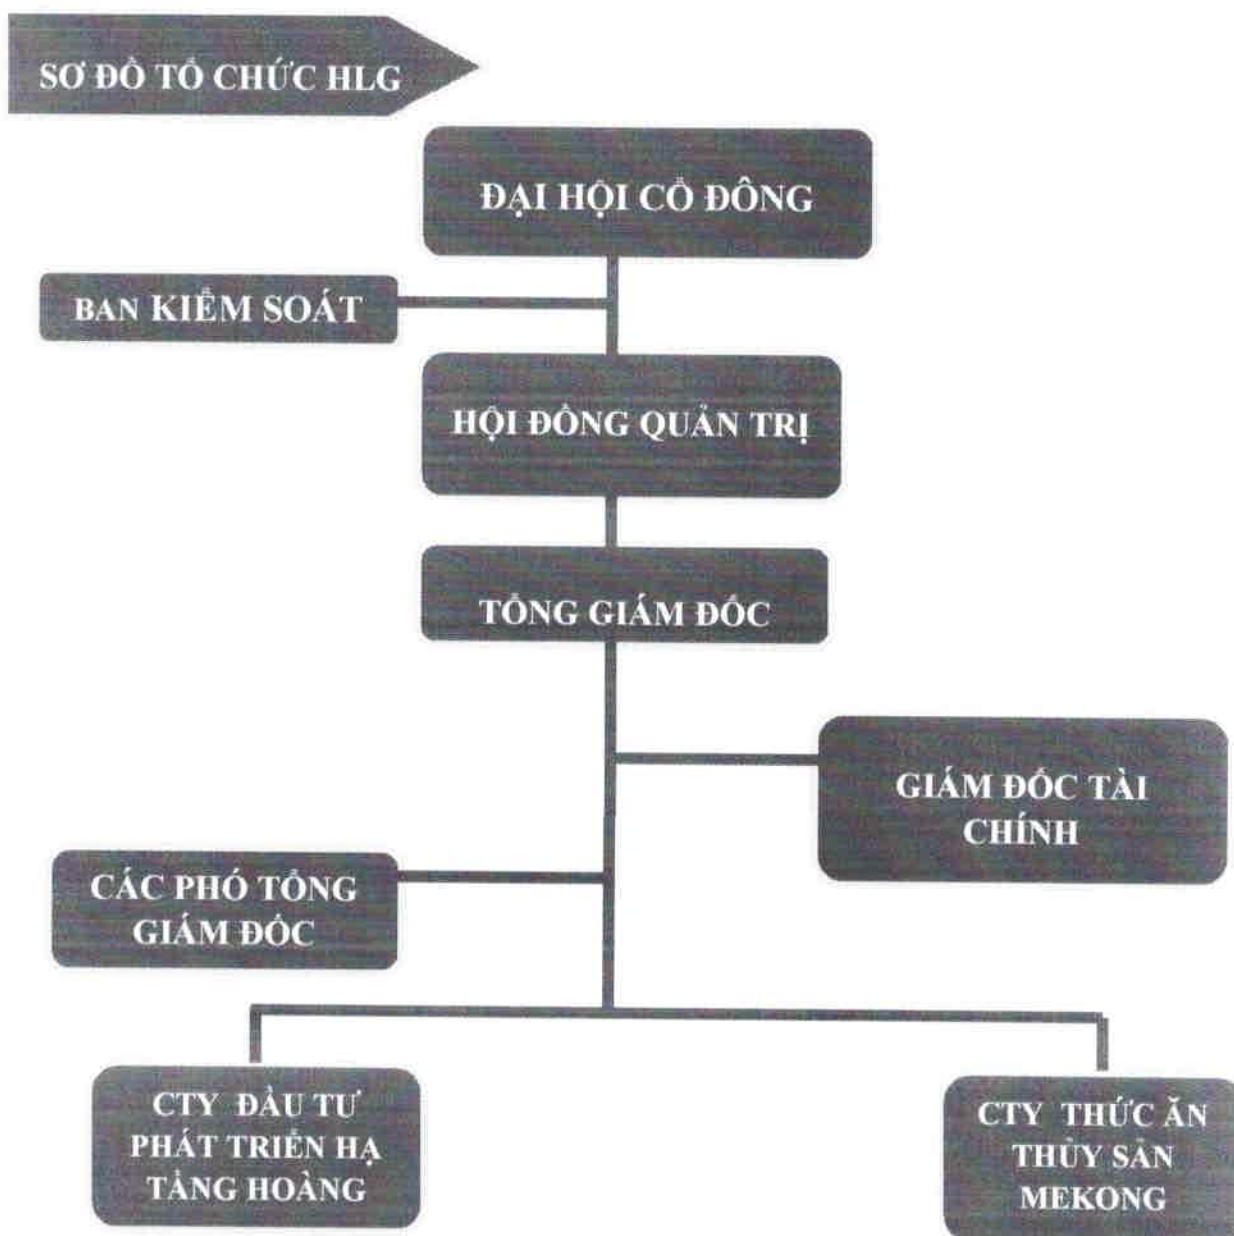 SƠ ĐỒ TỔ CHỨC HLG
ĐẠI HỘI CỔ ĐÔNG
BAN KIỂM SOÁT
HỘI ĐỒNG QUẢN TRỊ
TỔNG GIÁM ĐỐC
GIÁM ĐỐC TÀI
CHÍNH
CÁC PHÓ TỔNG
GIÁM ĐỐC
CTY ĐẦU TƯ
PHÁT TRIỂN HẠ
TẦNG HOÀNG
CTY THỨC ĂN
THỦY SẢN
MEKONG